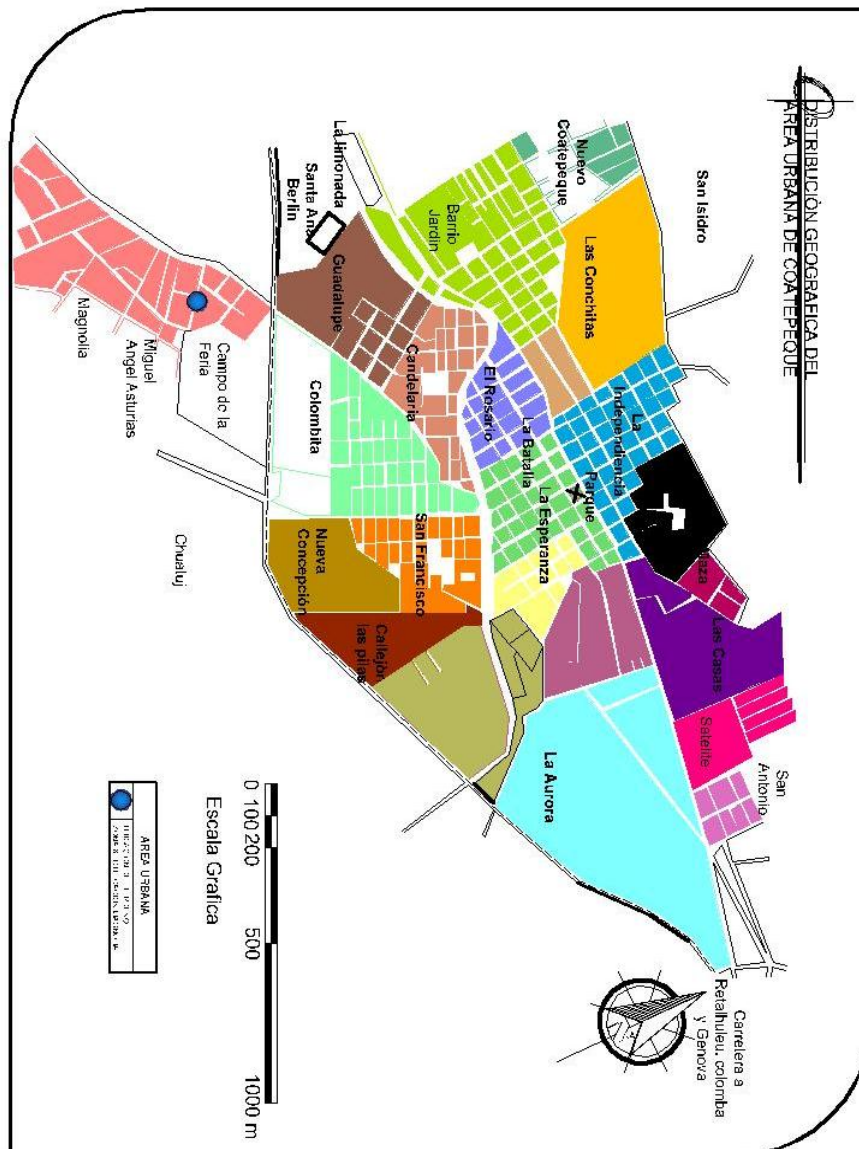 DISTRIBUCIÓN GEOGRAFICA DEL
AREA URBANA DE COATEPEQUE
San Isidro
Nuevo
Coatepeque
Las Conchitas
La limonada
Santa Ana
Berlin
Barrio
Jardin
Guadalupe
Candelaria
El Rosario
La
Independiencia
La Batalla
Parque
La Esperanza
Colombita
San Francisco
Nueva
Concepción
Callejòn
las pilas
Las Casas
Satelite
San
Antonio
La Aurora
Magnolia
Miguel
Angel Asturias
Campo de la
Feria
Chualuj
Carretera a
Retalhuleu, colomba
y Genova
0 100 200 500 1000 m
Escala Grafica
AREA URBANA